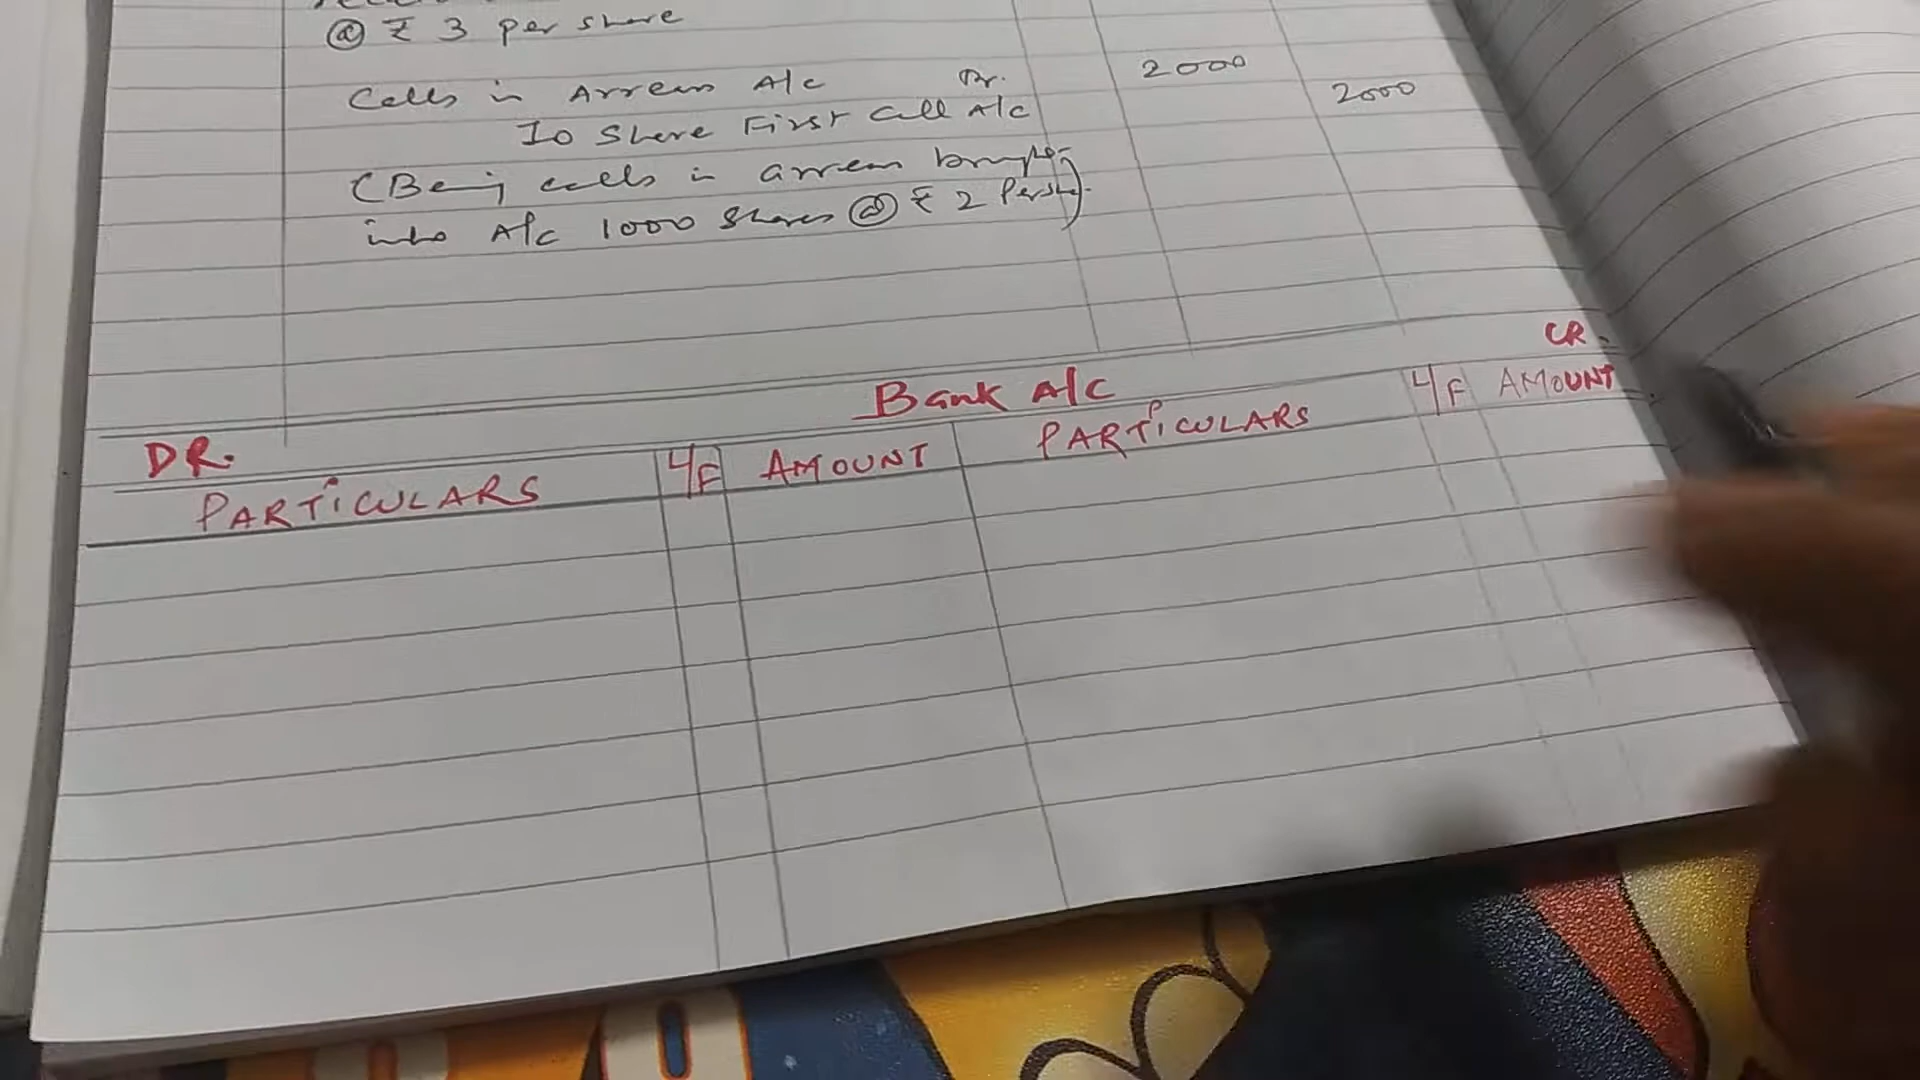 @ ₹ 3 per share
Calls in Arrears A/c Dr. 2000
To Share First Call A/c 2000
(Being calls in arrears brought
into A/c 1000 Shares @ ₹ 2 Per
CR.
Bank A/c
DR.
PARTiCULARS L/F AMOUNT PARTiCULARS L/F AMOUNT